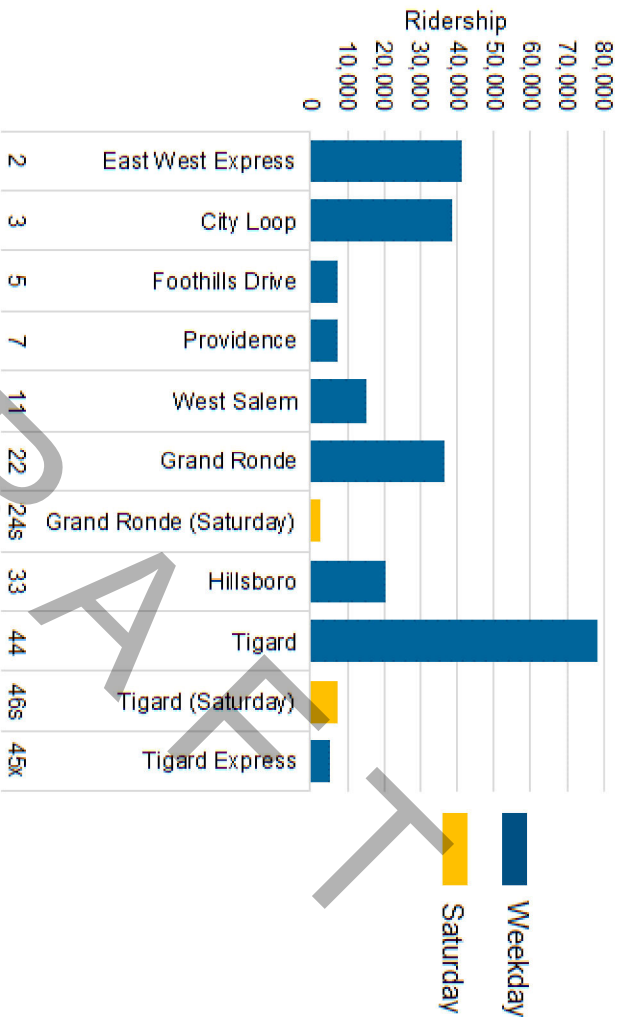 Ridership
80,000
70,000
60,000
50,000
40,000
30,000
20,000
10,000
0
East West Express
City Loop
Foothills Drive
Providence
West Salem
Grand Ronde
Grand Ronde (Saturday)
Hillsboro
Tigard
Tigard (Saturday)
Tigard Express
2
3
5
7
11
22
24s
33
44
46s
45x
Weekday
Saturday
RAFT